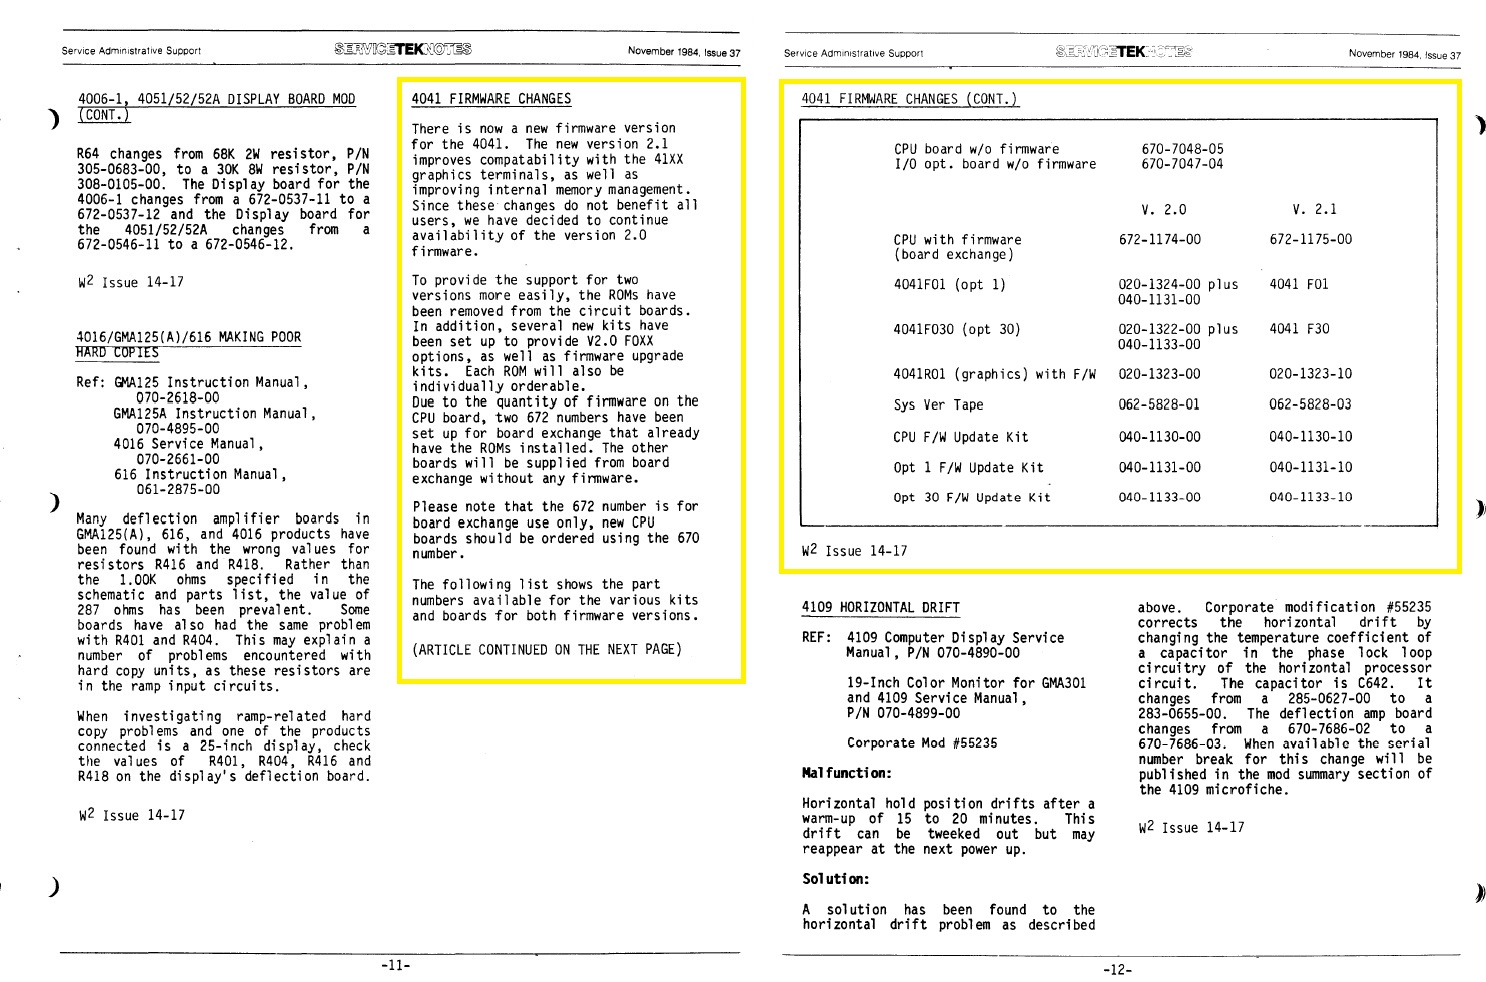 Service Administrative Support
SERVICETEKNOTES
November 1984, Issue 37
4006-1, 4051/52/52A DISPLAY BOARD MOD
(CONT.)
R64 changes from 68K 2W resistor, P/N
305-0683-00, to a 30K 8W resistor, P/N
308-0105-00. The Display board for the
4006-1 changes from a 672-0537-11 to a
672-0537-12 and the Display board for
the 4051/52/52A changes from a
672-0546-11 to a 672-0546-12.
W2 Issue 14-17
4016/GMA125(A)/616 MAKING POOR
HARD COPIES
Ref: GMA125 Instruction Manual,
070-2618-00
GMA125A Instruction Manual,
070-4895-00
4016 Service Manual,
070-2661-00
616 Instruction Manual,
061-2875-00
Many deflection amplifier boards in
GMA125(A), 616, and 4016 products have
been found with the wrong values for
resistors R416 and R418. Rather than
the 1.00K ohms specified in the
schematic and parts list, the value of
287 ohms has been prevalent. Some
boards have also had the same problem
with R401 and R404. This may explain a
number of problems encountered with
hard copy units, as these resistors are
in the ramp input circuits.
When investigating ramp-related hard
copy problems and one of the products
connected is a 25-inch display, check
the values of R401, R404, R416 and
R418 on the display's deflection board.
W2 Issue 14-17
4041 FIRMWARE CHANGES
There is now a new firmware version
for the 4041. The new version 2.1
improves compatability with the 41XX
graphics terminals, as well as
improving internal memory management.
Since these changes do not benefit all
users, we have decided to continue
availability of the version 2.0
firmware.
To provide the support for two
versions more easily, the ROMs have
been removed from the circuit boards.
In addition, several new kits have
been set up to provide V2.0 FOXX
options, as well as firmware upgrade
kits. Each ROM will also be
individually orderable.
Due to the quantity of firmware on the
CPU board, two 672 numbers have been
set up for board exchange that already
have the ROMs installed. The other
boards will be supplied from board
exchange without any firmware.
Please note that the 672 number is for
board exchange use only, new CPU
boards should be ordered using the 670
number.
The following list shows the part
numbers available for the various kits
and boards for both firmware versions.
(ARTICLE CONTINUED ON THE NEXT PAGE)
-11-
Service Administrative Support
SERVICETEKNOTES
November 1984, Issue 37
4041 FIRMWARE CHANGES (CONT.)
CPU board w/o firmware 670-7048-05
I/O opt. board w/o firmware 670-7047-04
V. 2.0 V. 2.1
CPU with firmware 672-1174-00 672-1175-00
(board exchange)
4041F01 (opt 1) 020-1324-00 plus 4041 F01
040-1131-00
4041F030 (opt 30) 020-1322-00 plus 4041 F30
040-1133-00
4041R01 (graphics) with F/W 020-1323-00 020-1323-10
Sys Ver Tape 062-5828-01 062-5828-03
CPU F/W Update Kit 040-1130-00 040-1130-10
Opt 1 F/W Update Kit 040-1131-00 040-1131-10
Opt 30 F/W Update Kit 040-1133-00 040-1133-10
W2 Issue 14-17
4109 HORIZONTAL DRIFT
REF: 4109 Computer Display Service
Manual, P/N 070-4890-00
19-Inch Color Monitor for GMA301
and 4109 Service Manual,
P/N 070-4899-00
Corporate Mod #55235
Malfunction:
Horizontal hold position drifts after a
warm-up of 15 to 20 minutes. This
drift can be tweeked out but may
reappear at the next power up.
Solution:
A solution has been found to the
horizontal drift problem as described
above. Corporate modification #55235
corrects the horizontal drift by
changing the temperature coefficient of
a capacitor in the phase lock loop
circuitry of the horizontal processor
circuit. The capacitor is C642. It
changes from a 285-0627-00 to a
283-0655-00. The deflection amp board
changes from a 670-7686-02 to a
670-7686-03. When available the serial
number break for this change will be
published in the mod summary section of
the 4109 microfiche.
W2 Issue 14-17
-12-